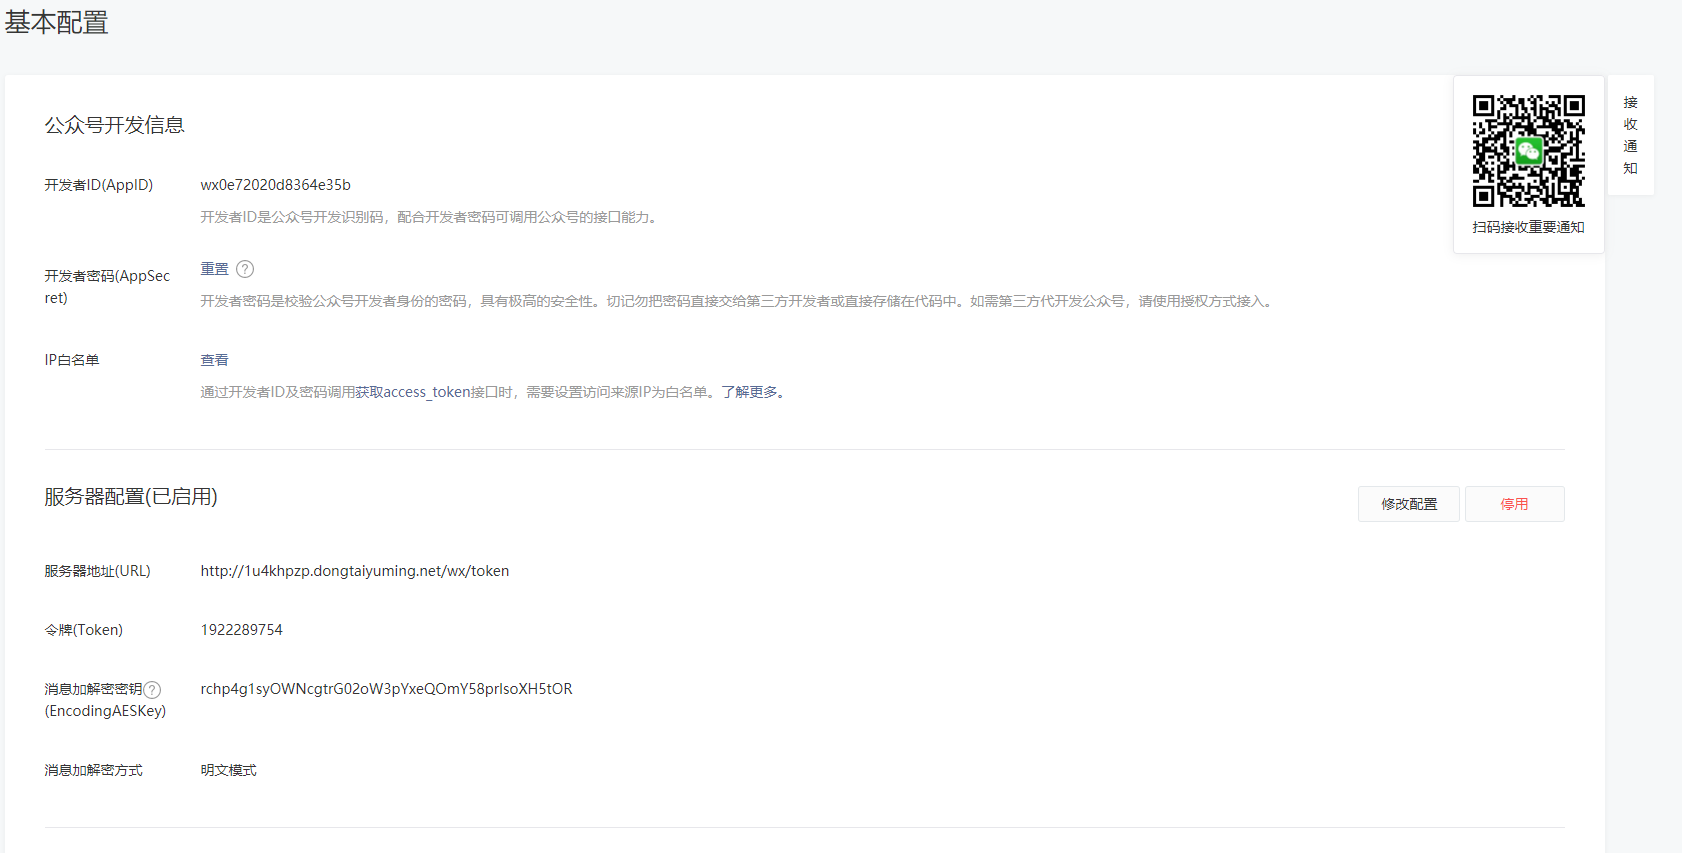 基本配置
公众号开发信息
开发者ID(AppID)
wx0e72020d8364e35b
开发者ID是公众号开发识别码，配合开发者密码可调用公众号的接口能力。
开发者密码(AppSec
ret)
重置 ?
开发者密码是校验公众号开发者身份的密码，具有极高的安全性。切记勿把密码直接交给第三方开发者或直接存储在代码中。如需第三方代开发公众号，请使用授权方式接入。
IP白名单
查看
通过开发者ID及密码调用获取access_token接口时，需要设置访问来源IP为白名单。了解更多。
扫码接收重要通知
接
收
通
知
服务器配置(已启用)
修改配置
停用
服务器地址(URL)
http://1u4khpzp.dongtaiyuming.net/wx/token
令牌(Token)
1922289754
消息加解密密钥 ?
(EncodingAESKey)
rchp4g1syOWNcgtrG02oW3pYxeQOmY58prlsoXH5tOR
消息加解密方式
明文模式